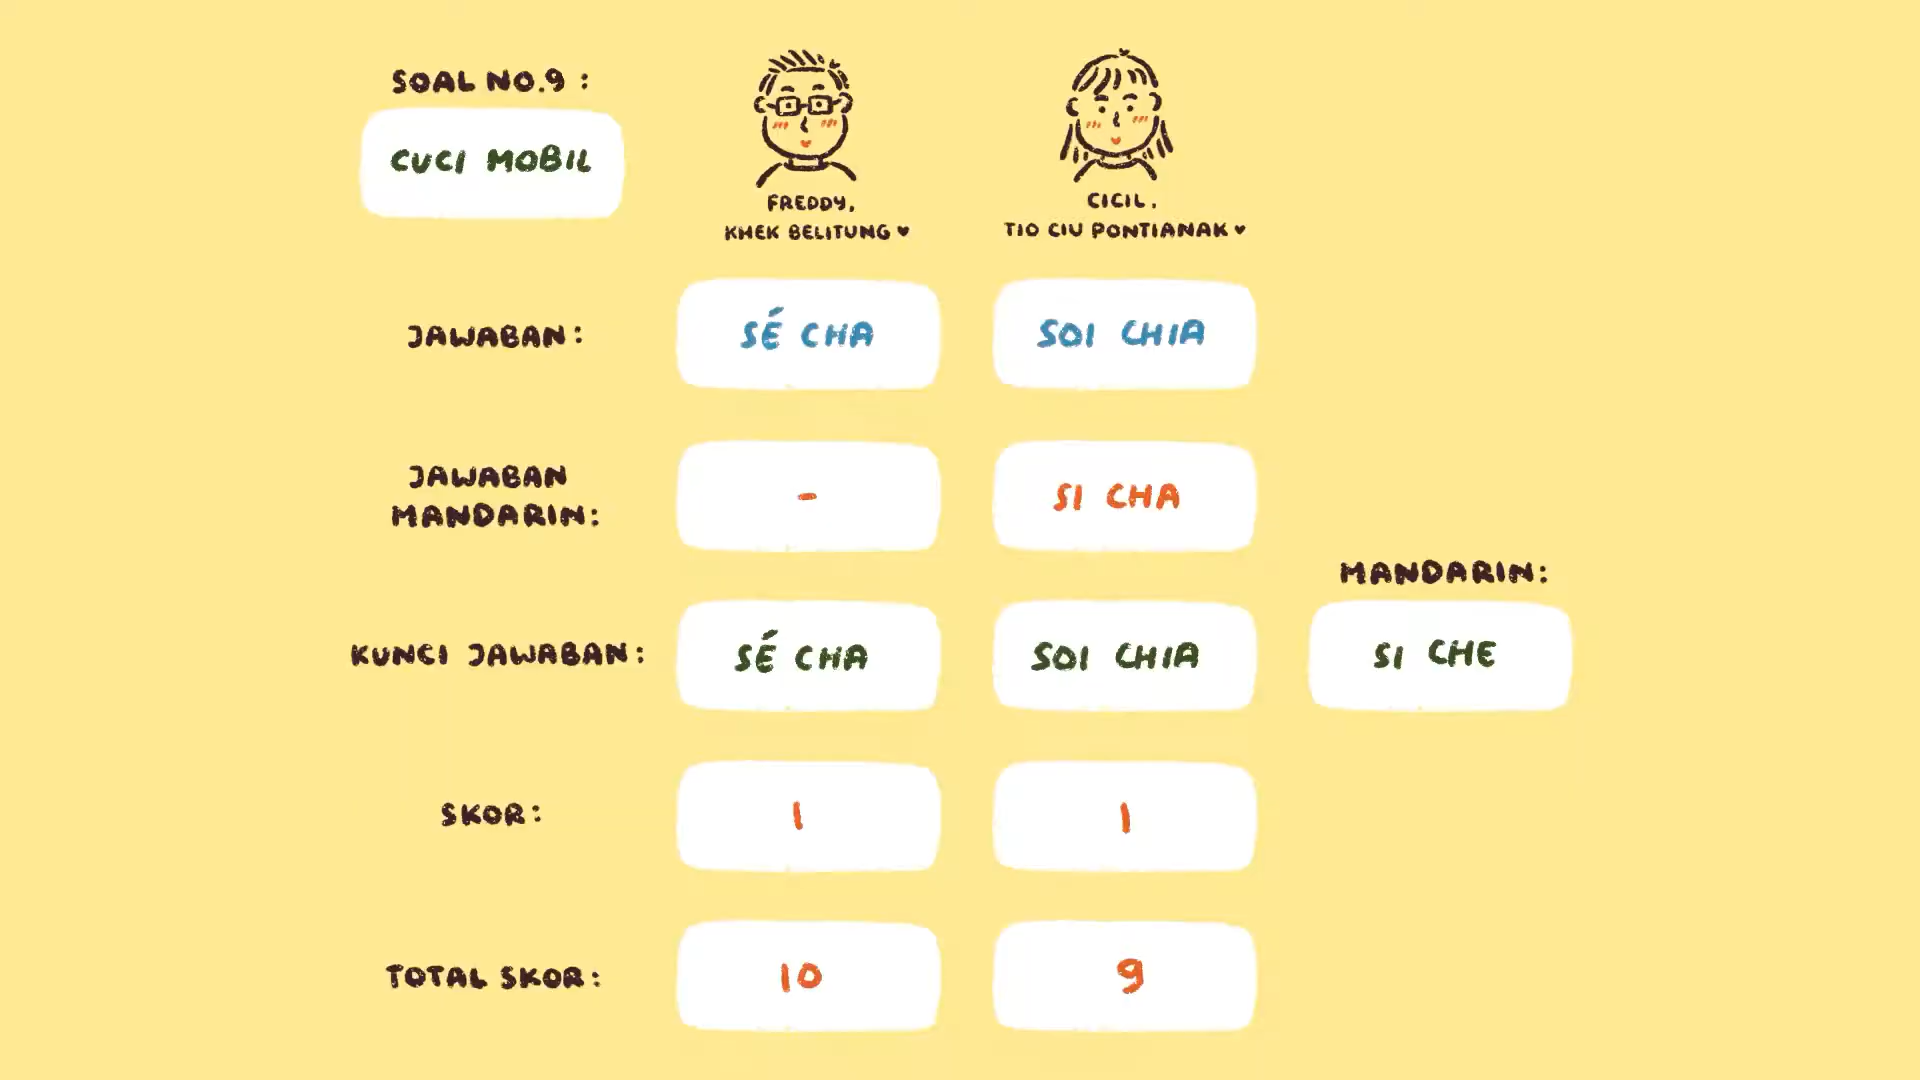 SOAL NO.9 :
CUCI MOBIL
FREDDY,
KHEK BELITUNG ♥
CICIL,
TIO CIU PONTIANAK ♥
JAWABAN:
SÉ CHA
SOI CHIA
JAWABAN
MANDARIN:
-
SI CHA
MANDARIN:
KUNCI JAWABAN:
SÉ CHA
SOI CHIA
SI CHE
SKOR:
1
1
TOTAL SKOR:
10
9